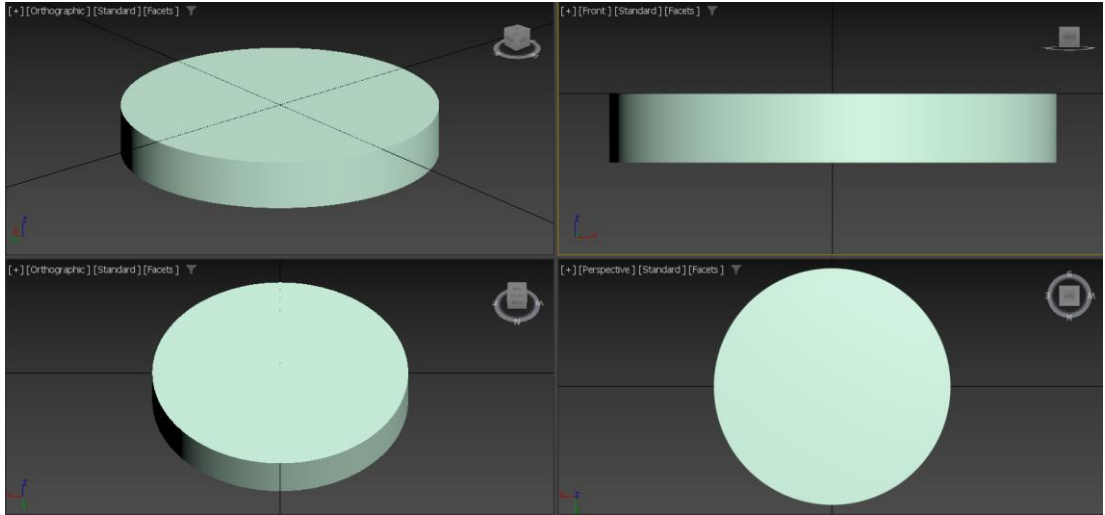 [+] [Orthographic] [Standard] [Facets]
[+] [Front] [Standard] [Facets]
z
z
x
[+] [Orthographic] [Standard] [Facets]
[+] [Perspective] [Standard] [Facets]
W
N
S
W
N
z
z